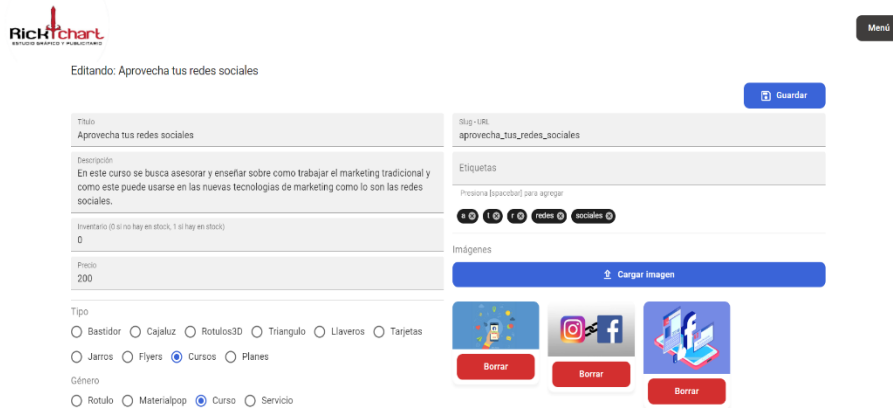 RickTchart
ESTUDIO GRÁFICO Y PUBLICITARIO
Menú
Editando: Aprovecha tus redes sociales
Guardar
Título
Aprovecha tus redes sociales
Descripción
En este curso se busca asesorar y enseñar sobre como trabajar el marketing tradicional y
como este puede usarse en las nuevas tecnologias de marketing como lo son las redes
sociales.
Inventario (0 si no hay en stock, 1 si hay en stock)
0
Precio
200
Tipo
Bastidor Cajaluz Rotulos3D Triangulo Llaveros Tarjetas
Jarros Flyers Cursos Planes
Género
Rotulo Materialpop Curso Servicio
Slug - URL
aprovecha_tus_redes_sociales
Etiquetas
Presiona [spacebar] para agregar
a t r redes sociales
Imágenes
Cargar imagen
Borrar
Borrar
Borrar